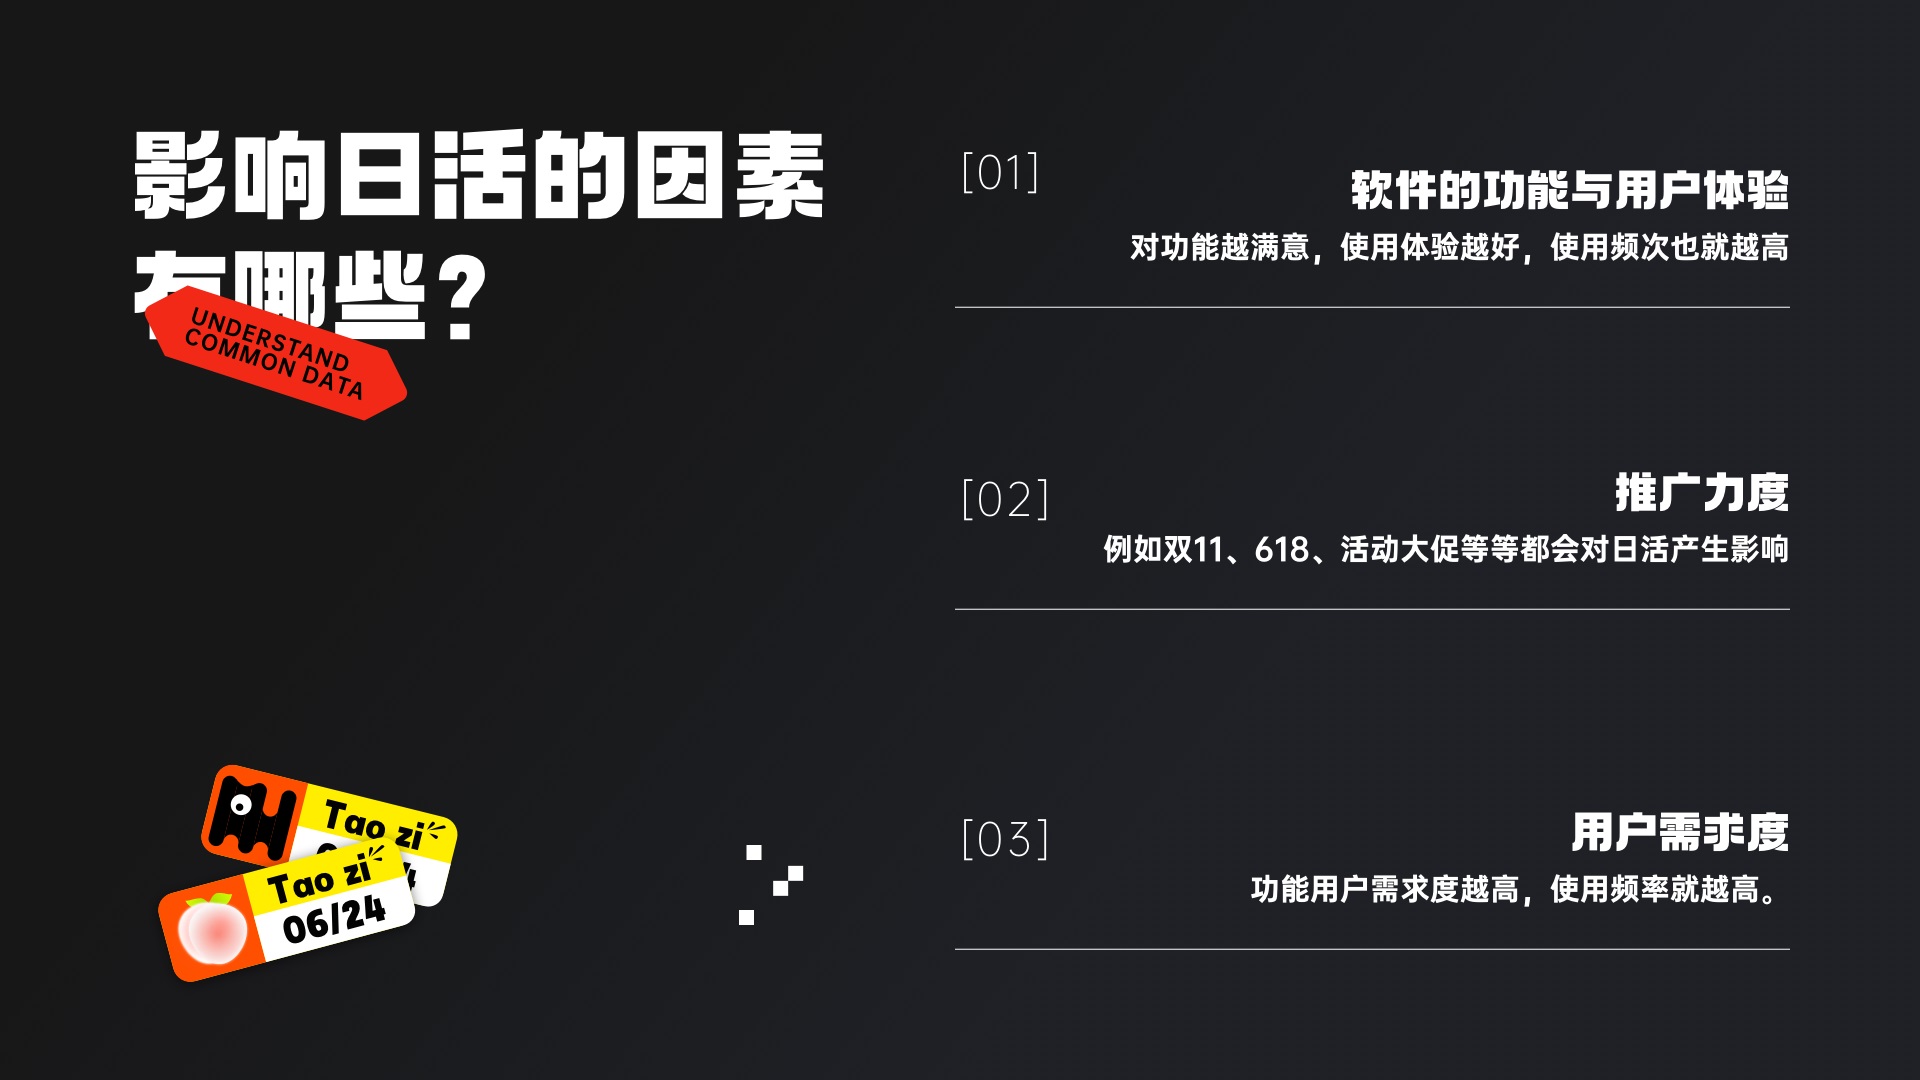 影响日活的因素
有哪些？
UNDERSTAND
COMMON DATA
[01]
软件的功能与用户体验
对功能越满意，使用体验越好，使用频次也就越高
[02]
推广力度
例如双11、618、活动大促等等都会对日活产生影响
[03]
用户需求度
功能用户需求度越高，使用频率就越高。
Tao zi
Tao zi
06/24